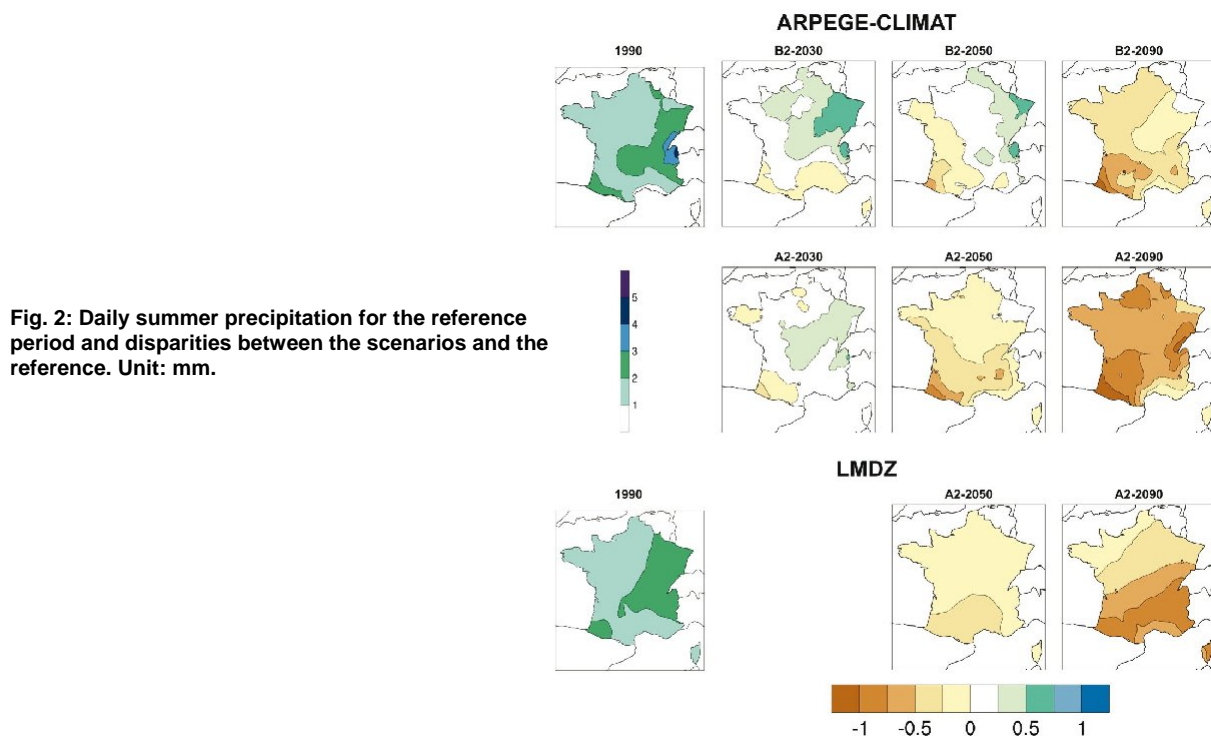 ARPEGE-CLIMAT
1990
B2-2030
B2-2050
B2-2090
A2-2030
A2-2050
A2-2090
5
4
3
2
1
Fig. 2: Daily summer precipitation for the reference
period and disparities between the scenarios and the
reference. Unit: mm.
LMDZ
1990
A2-2050
A2-2090
-1 -0.5 0 0.5 1